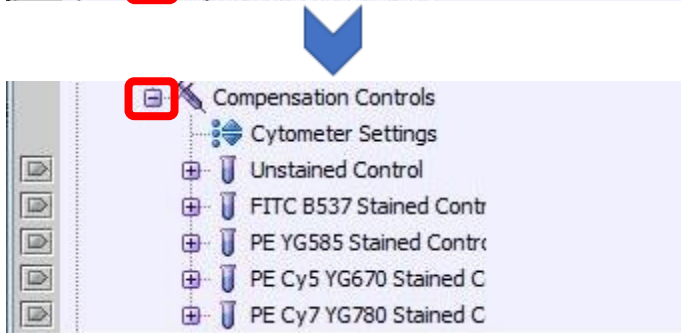 Compensation Controls
Cytometer Settings
Unstained Control
FITC B537 Stained Contr
PE YG585 Stained Contro
PE Cy5 YG670 Stained C
PE Cy7 YG780 Stained C